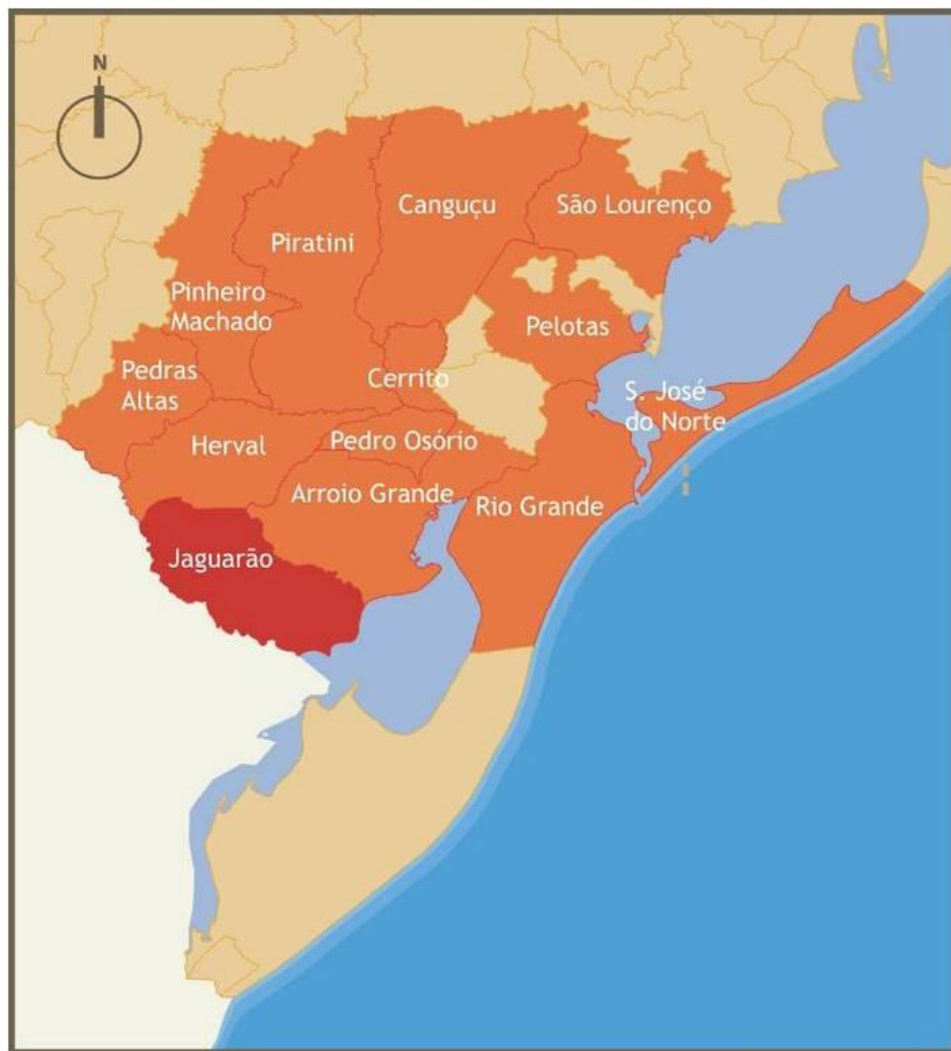 N
Canguçu
São Lourenço
Piratini
Pinheiro
Machado
Pelotas
Pedras
Altas
Cerrito
S. José
do Norte
Herval
Pedro Osório
Arroio Grande
Rio Grande
Jaguarão